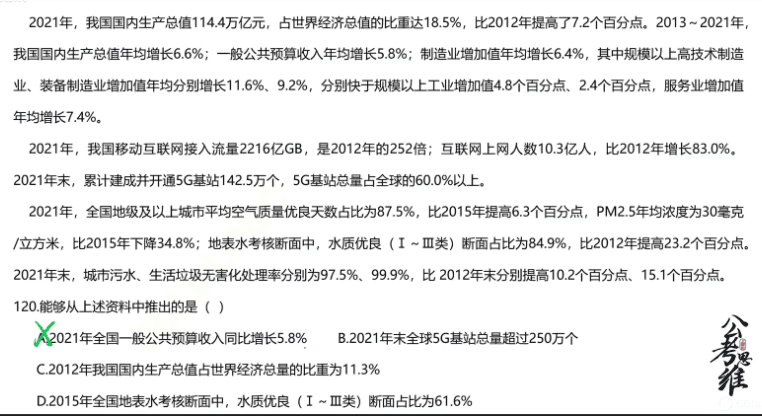 2021年，我国国内生产总值114.4万亿元，占世界经济总值的比重达18.5%，比2012年提高了7.2个百分点。2013～2021年，
我国国内生产总值年均增长6.6%；一般公共预算收入年均增长5.8%；制造业增加值年均增长6.4%，其中规模以上高技术制造
业、装备制造业增加值年均分别增长11.6%、9.2%，分别快于规模以上工业增加值4.8个百分点、2.4个百分点，服务业增加值
年均增长7.4%。
2021年，我国移动互联网接入流量2216亿GB，是2012年的252倍；互联网上网人数10.3亿人，比2012年增长83.0%。
2021年末，累计建成并开通5G基站142.5万个，5G基站总量占全球的60.0%以上。
2021年，全国地级及以上城市平均空气质量优良天数占比为87.5%，比2015年提高6.3个百分点，PM2.5年均浓度为30毫克
/立方米，比2015年下降34.8%；地表水考核断面中，水质优良（Ⅰ～Ⅲ类）断面占比为84.9%，比2012年提高23.2个百分点。
2021年末，城市污水、生活垃圾无害化处理率分别为97.5%、99.9%，比 2012年末分别提高10.2个百分点、15.1个百分点。
120.能够从上述资料中推出的是（ ）
A.2021年全国一般公共预算收入同比增长5.8% B.2021年末全球5G基站总量超过250万个
C.2012年我国国内生产总值占世界经济总量的比重为11.3%
D.2015年全国地表水考核断面中，水质优良（Ⅰ～Ⅲ类）断面占比为61.6%
公考思维